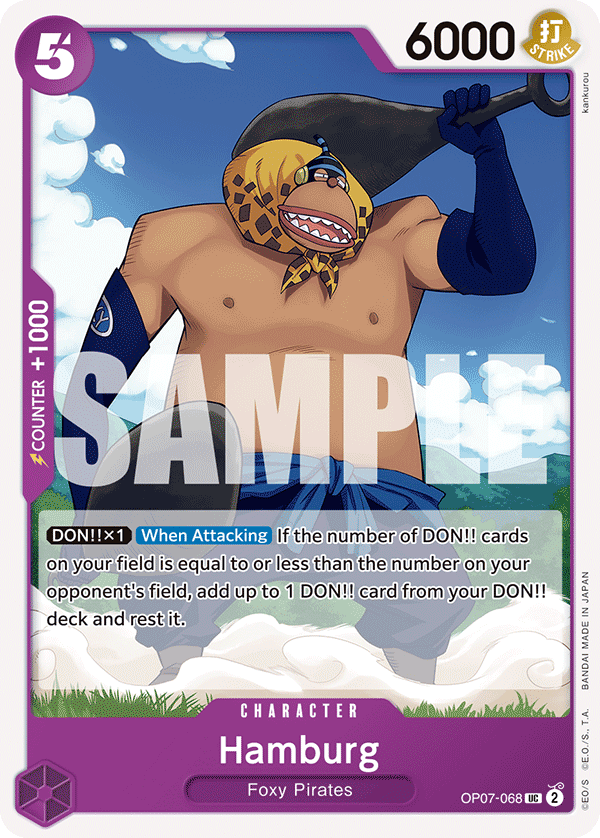 5
6000
打
STRIKE
kankurou
COUNTER +1000
SAMPLE
DON!!×1 When Attacking If the number of DON!! cards
on your field is equal to or less than the number on your
opponent's field, add up to 1 DON!! card from your DON!!
deck and rest it.
CHARACTER
Hamburg
Foxy Pirates
OP07-068 UC 2
©EO/S ©E.O./S., T.A. BANDAI MADE IN JAPAN